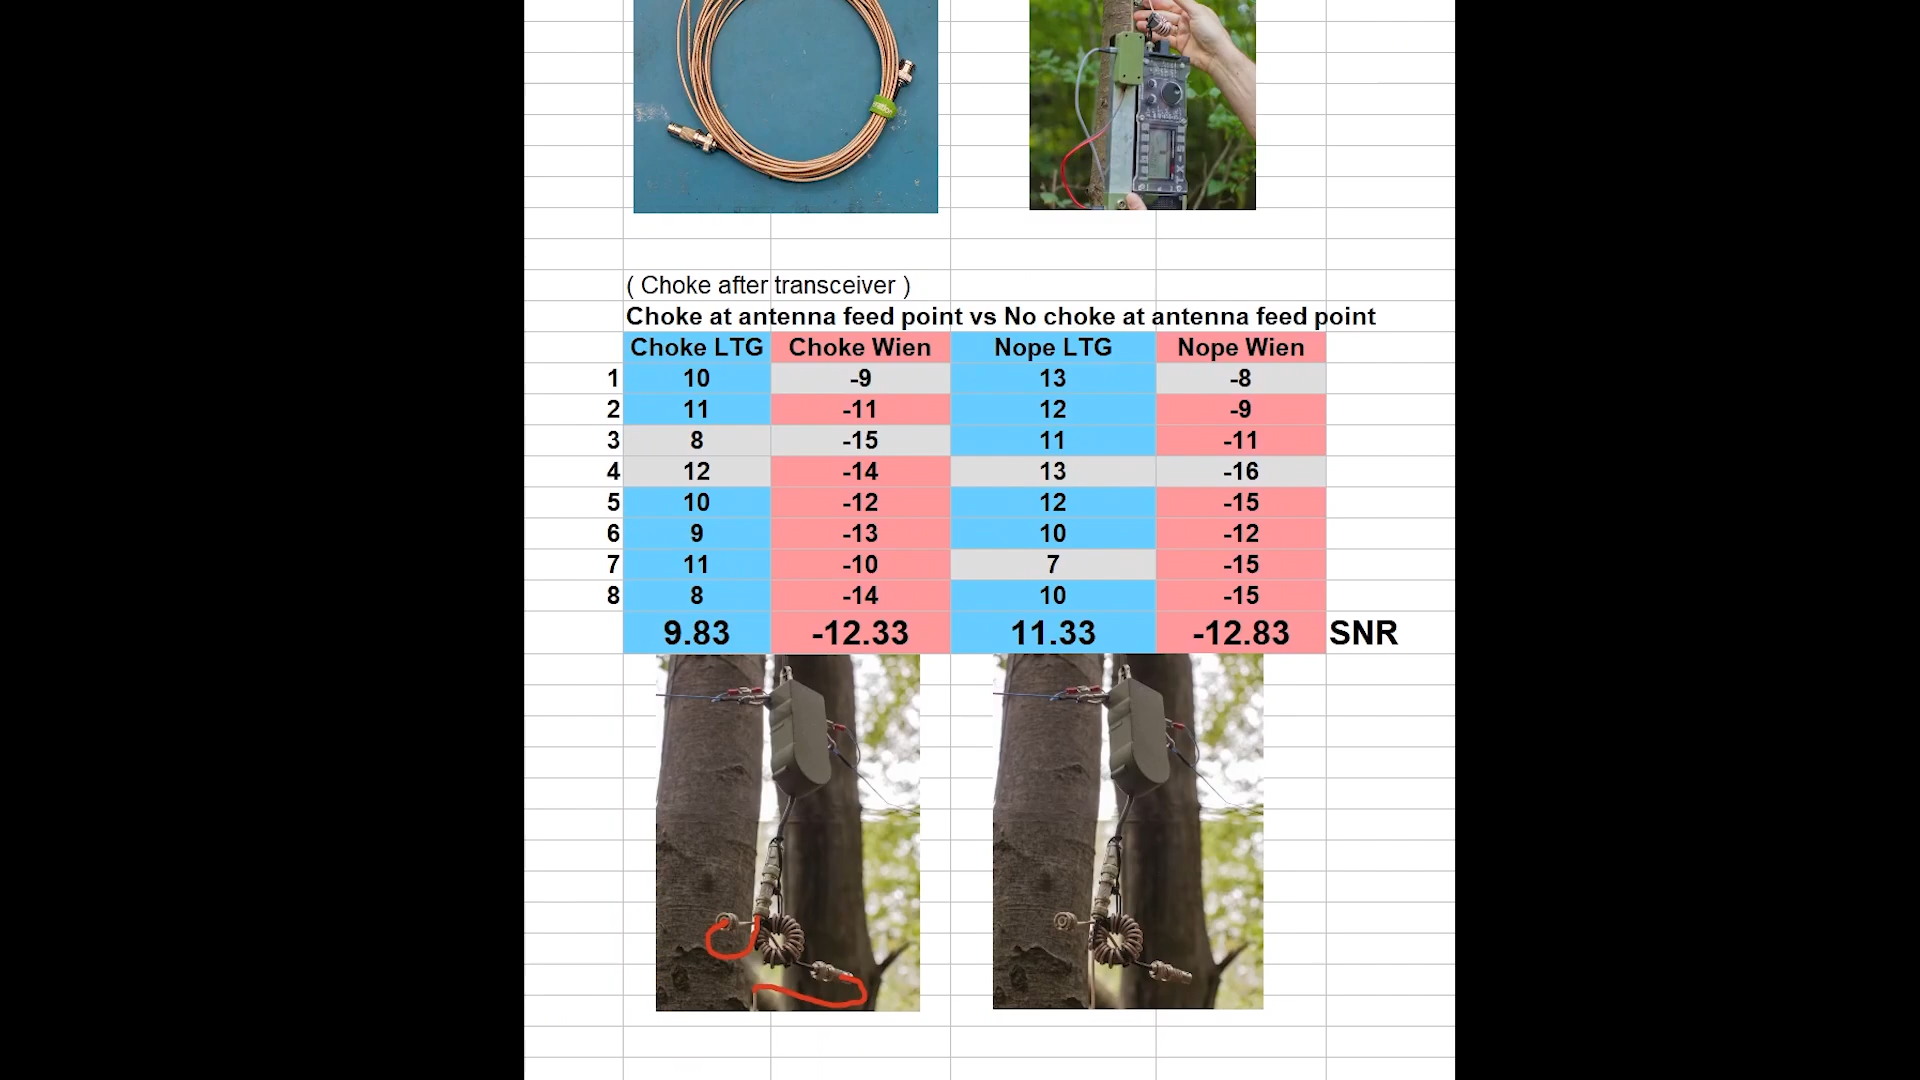 ( Choke after transceiver )
Choke at antenna feed point vs No choke at antenna feed point
Choke LTG Choke Wien Nope LTG Nope Wien
1 10 -9 13 -8
2 11 -11 12 -9
3 8 -15 11 -11
4 12 -14 13 -16
5 10 -12 12 -15
6 9 -13 10 -12
7 11 -10 7 -15
8 8 -14 10 -15
9.83 -12.33 11.33 -12.83 SNR